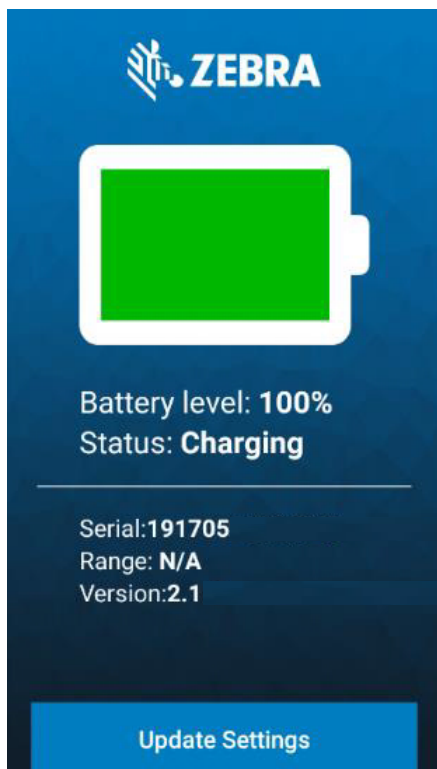 ZEBRA
Battery level: 100%
Status: Charging
Serial:191705
Range: N/A
Version:2.1
Update Settings